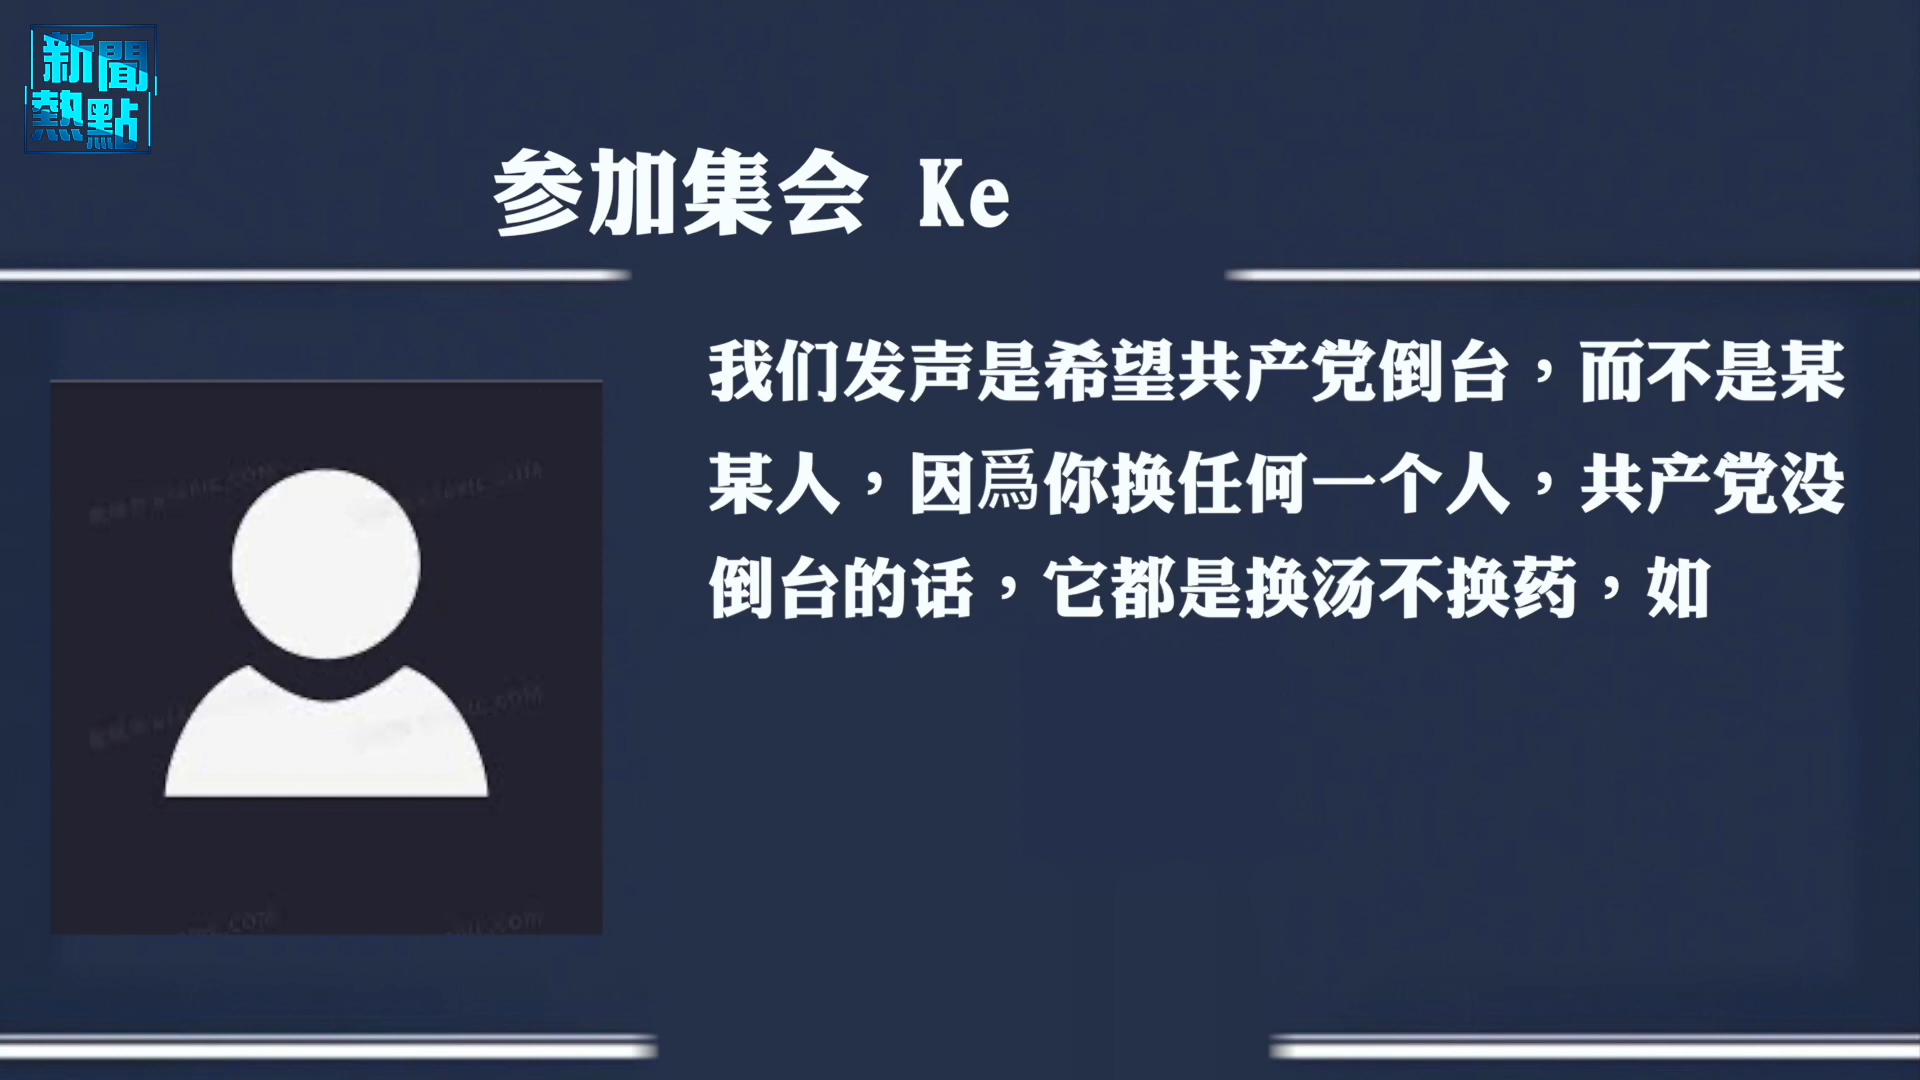 新聞
熱點
参加集会 Ke
我们发声是希望共产党倒台，而不是某
某人，因爲你换任何一个人，共产党没
倒台的话，它都是换汤不换药，如